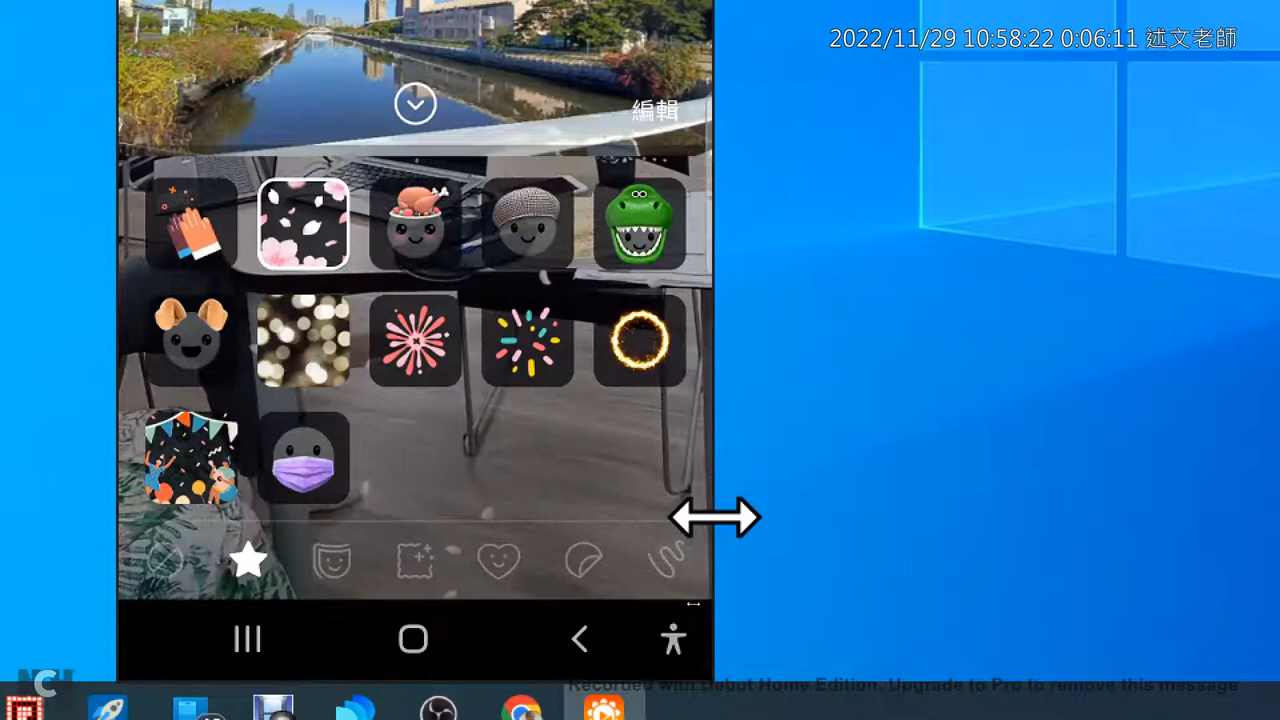 2022/11/29 10:58:22 0:06:11 述文老師
編輯
NCH
Recorded with Debut Home Edition. Upgrade to Pro to remove this message